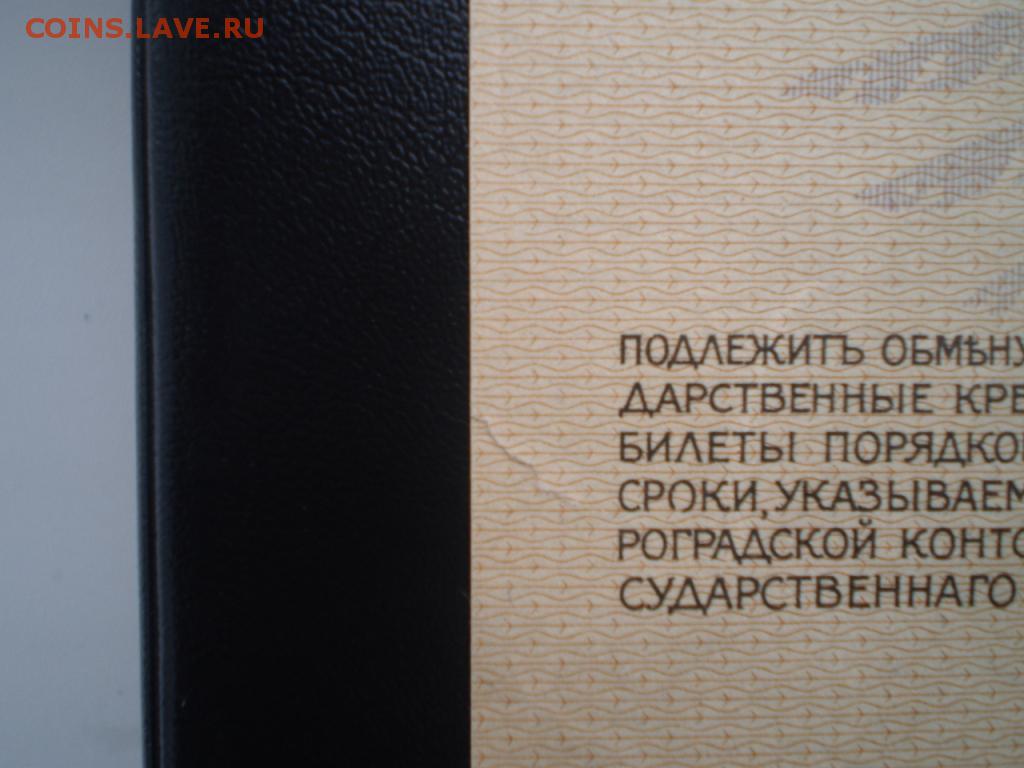 COINS.LAVE.RU
ПОДЛЕЖИТЪ ОБМѢНУ
ДАРСТВЕННЫЕ КРЕ
БИЛЕТЫ ПОРЯДКО
СРОКИ, УКАЗЫВАЕМ
РОГРАДСКОЙ КОНТО
СУДАРСТВЕННАГО